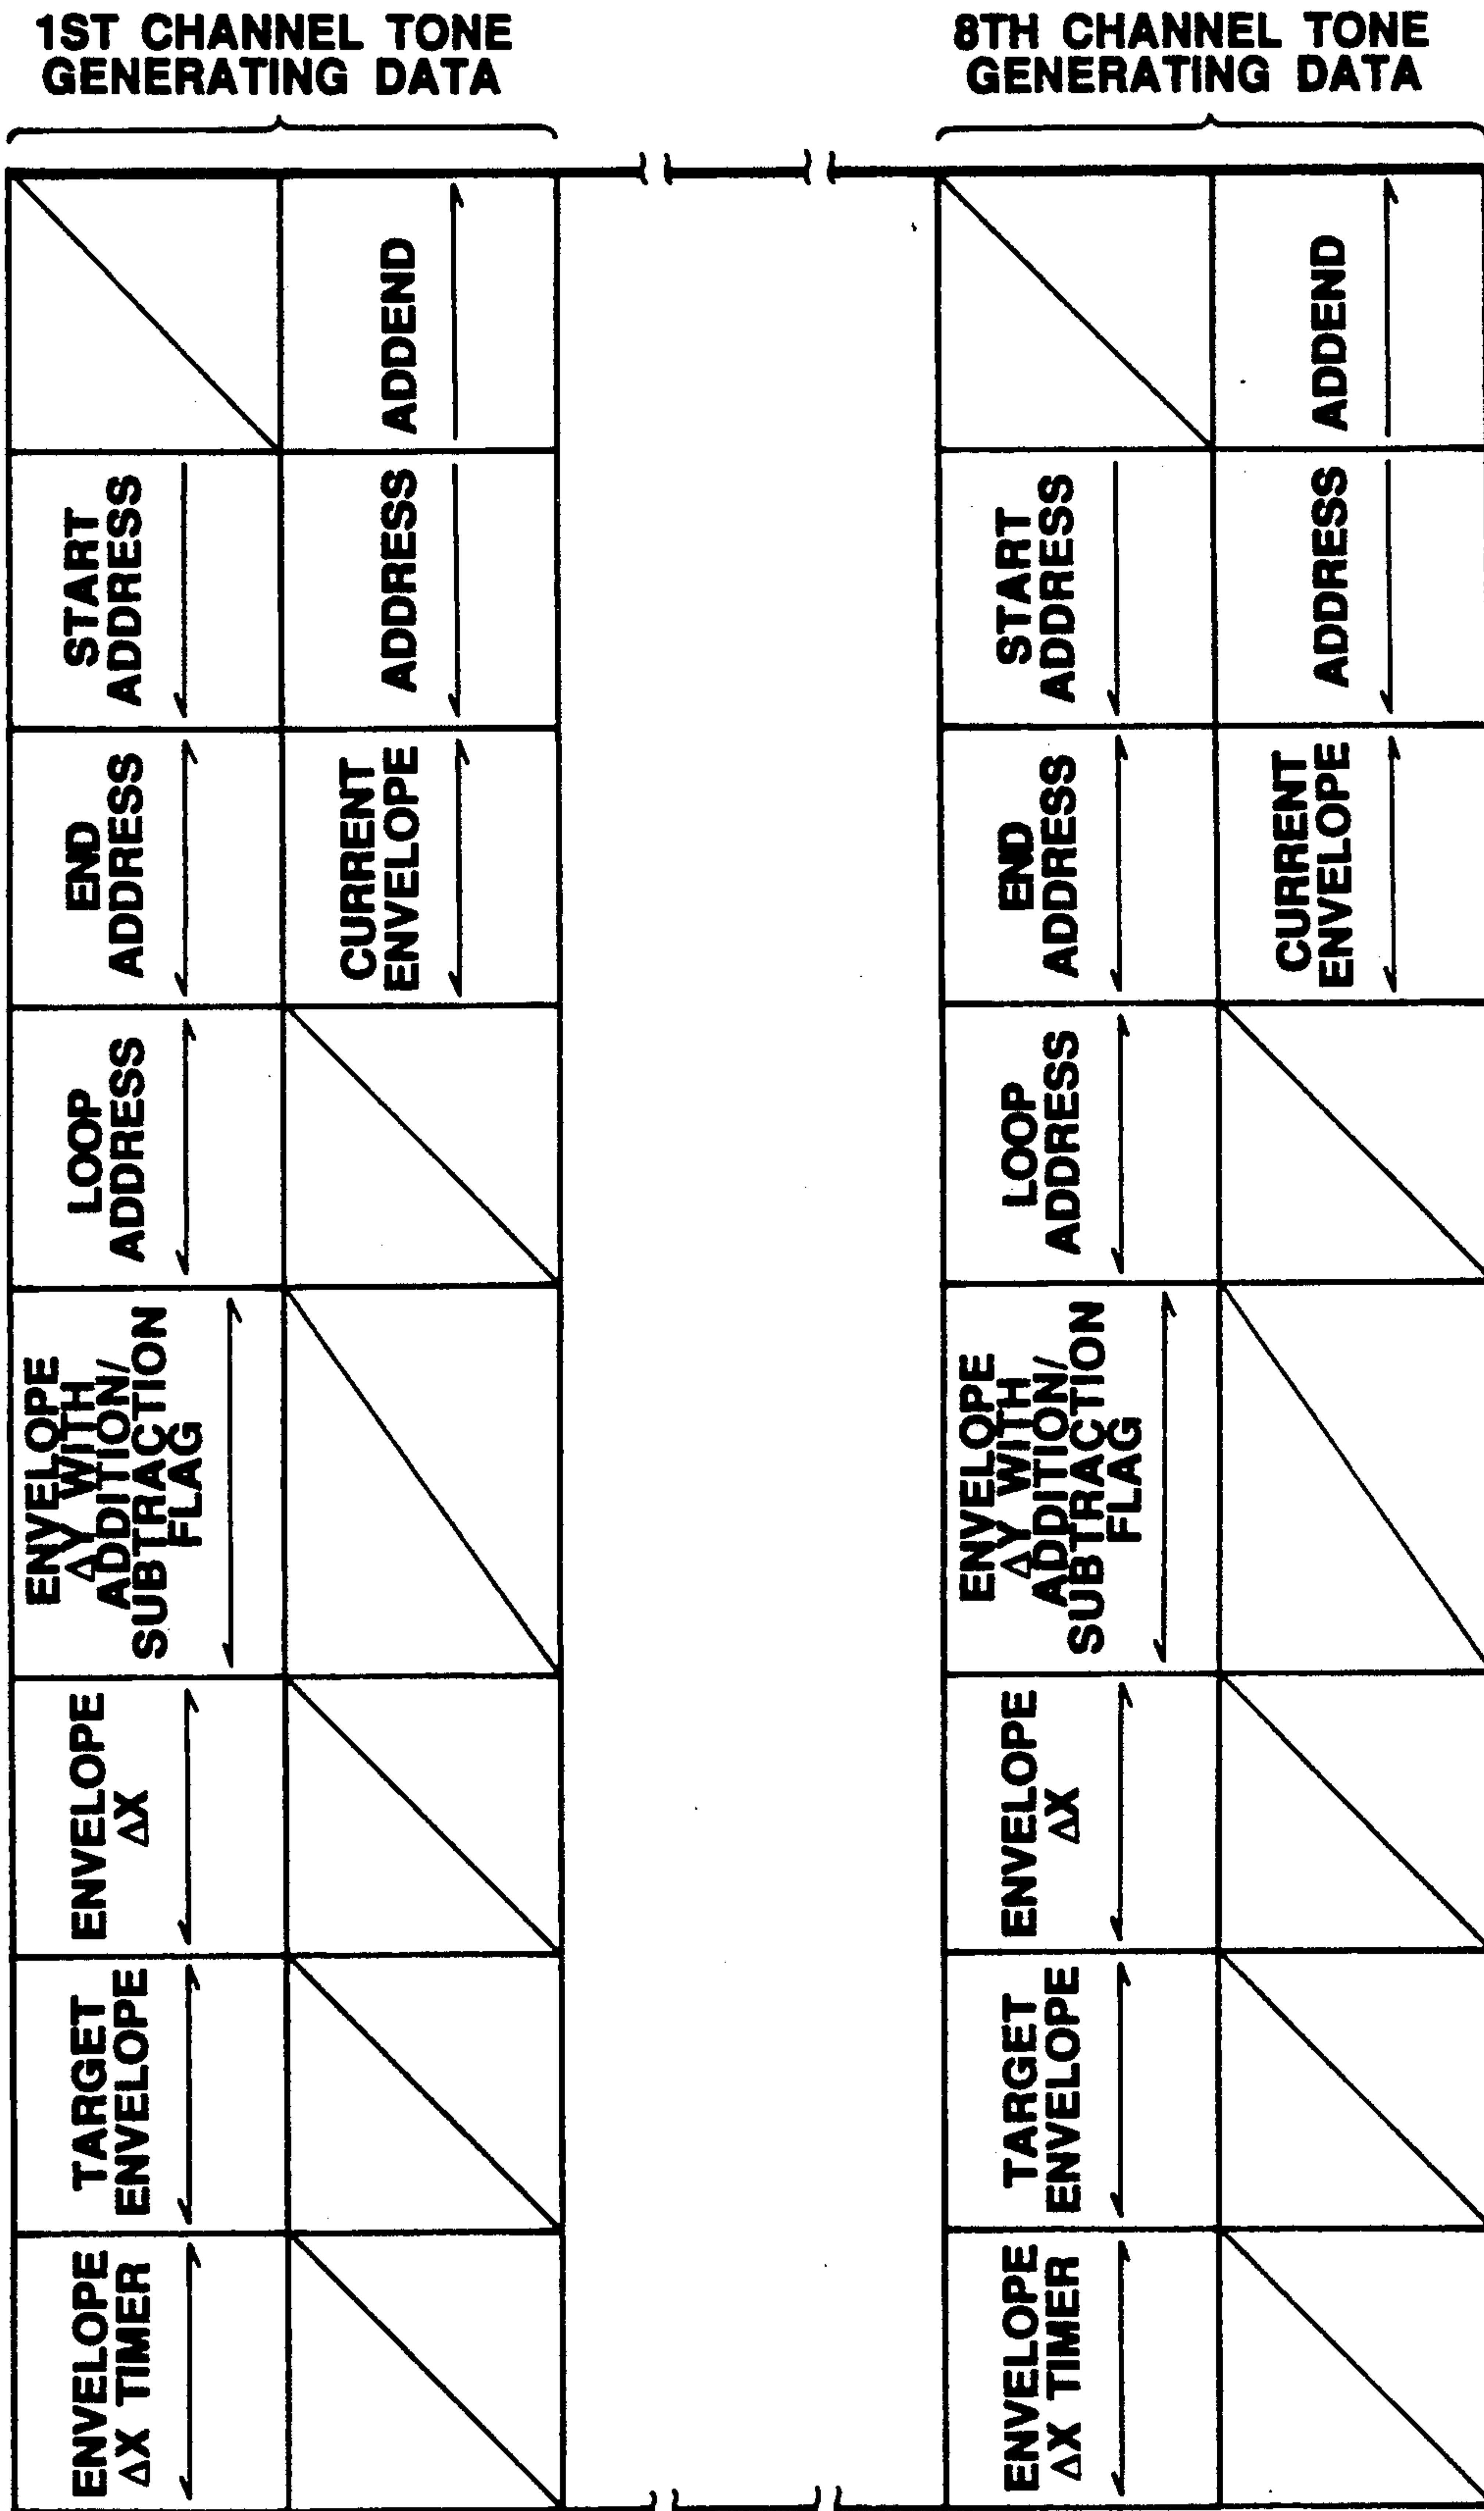 1ST CHANNEL TONE
GENERATING DATA
ADDEND
START
ADDRESS
ADDRESS
END
ADDRESS
CURRENT
ENVELOPE
LOOP
ADDRESS
ENVELOPE
ΔY WITH
ADDITION/
SUBTRACTION
FLAG
ENVELOPE
ΔX
TARGET
ENVELOPE
ENVELOPE
ΔX TIMER
8TH CHANNEL TONE
GENERATING DATA
ADDEND
START
ADDRESS
ADDRESS
END
ADDRESS
CURRENT
ENVELOPE
LOOP
ADDRESS
ENVELOPE
ΔY WITH
ADDITION/
SUBTRACTION
FLAG
ENVELOPE
ΔX
TARGET
ENVELOPE
ENVELOPE
ΔX TIMER